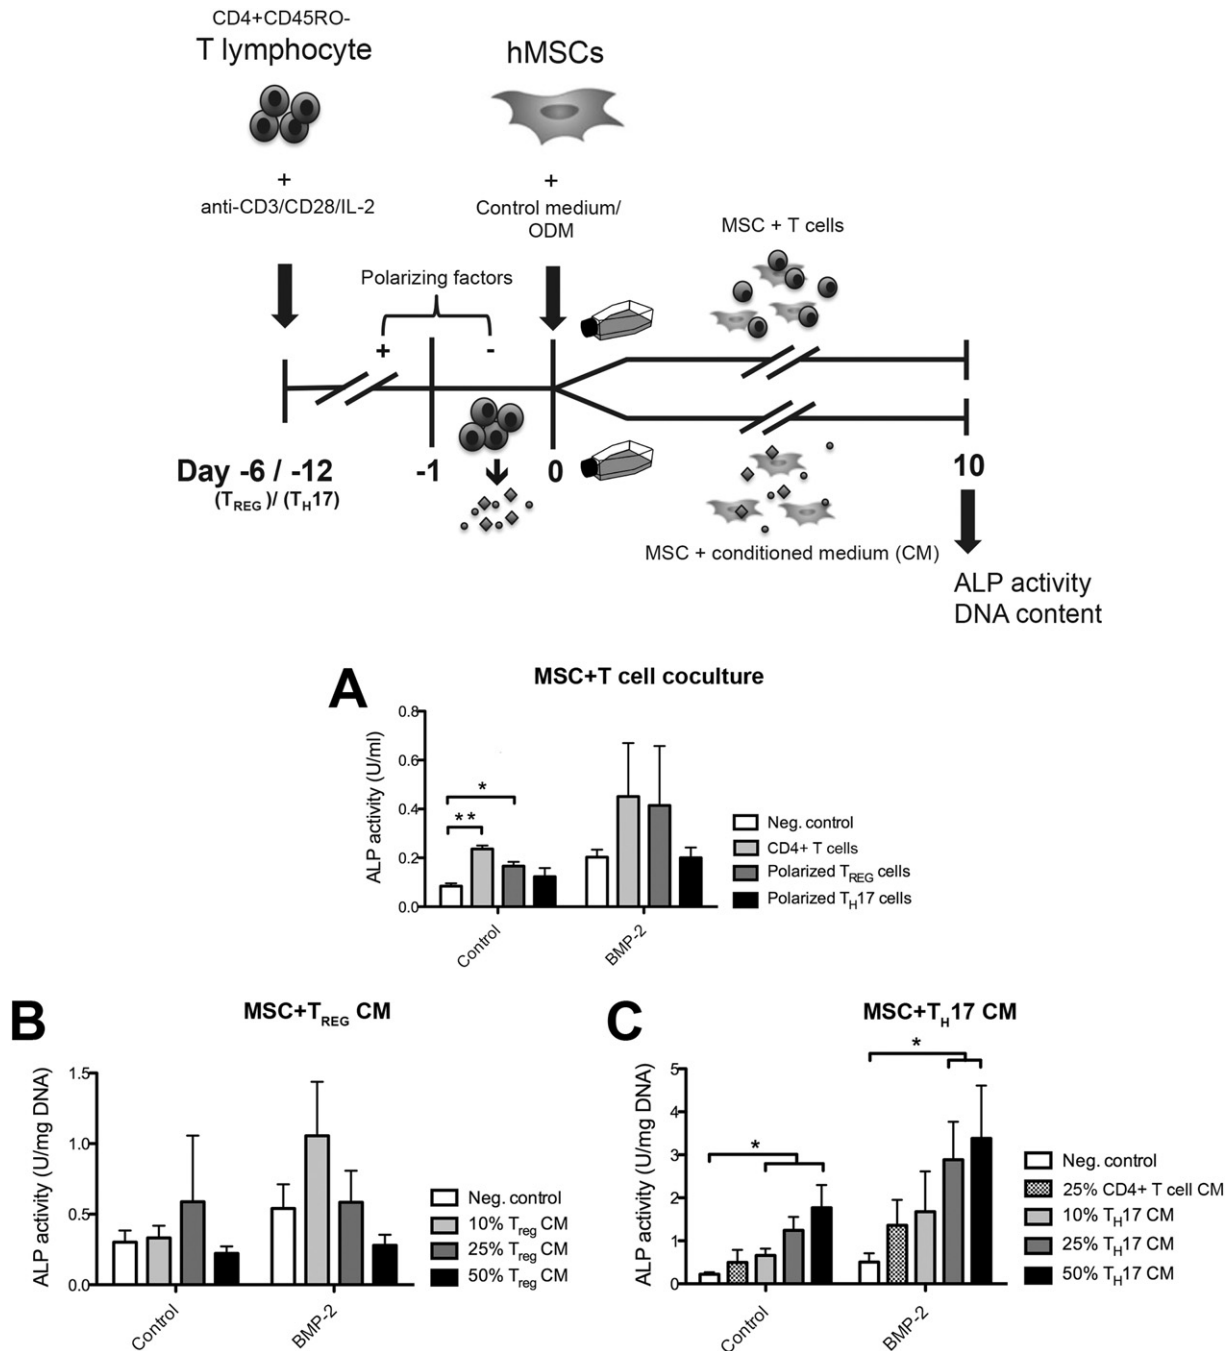 CD4+CD45RO-
T lymphocyte
hMSCs
+
anti-CD3/CD28/IL-2
+
Control medium/
ODM
Polarizing factors
+
-
MSC + T cells
Day -6 / -12
(TREG )/ (TH17)
-1
0
10
MSC + conditioned medium (CM)
ALP activity
DNA content
A
MSC+T cell coculture
ALP activity (U/ml)
0.8
0.6
0.4
0.2
0.0
*
**
Control
BMP-2
Neg. control
CD4+ T cells
Polarized TREG cells
Polarized TH17 cells
B
MSC+TREG CM
ALP activity (U/mg DNA)
1.5
1.0
0.5
0.0
Control
BMP-2
Neg. control
10% Treg CM
25% Treg CM
50% Treg CM
C
MSC+TH17 CM
ALP activity (U/mg DNA)
5
4
3
2
1
0
*
*
Control
BMP-2
Neg. control
25% CD4+ T cell CM
10% TH17 CM
25% TH17 CM
50% TH17 CM